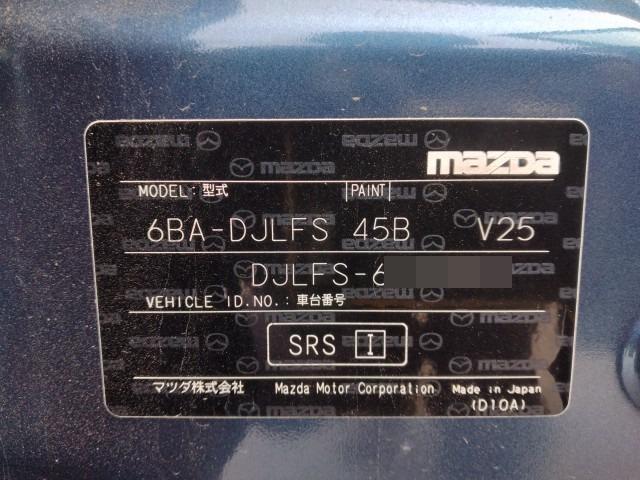 mazda
MODEL:型式 PAINT
6BA-DJLFS 45B V25
DJLFS-6
VEHICLE I.D.NO.:車台番号
SRS I
マツダ株式会社 Mazda Motor Corporation Made in Japan
(D10A)